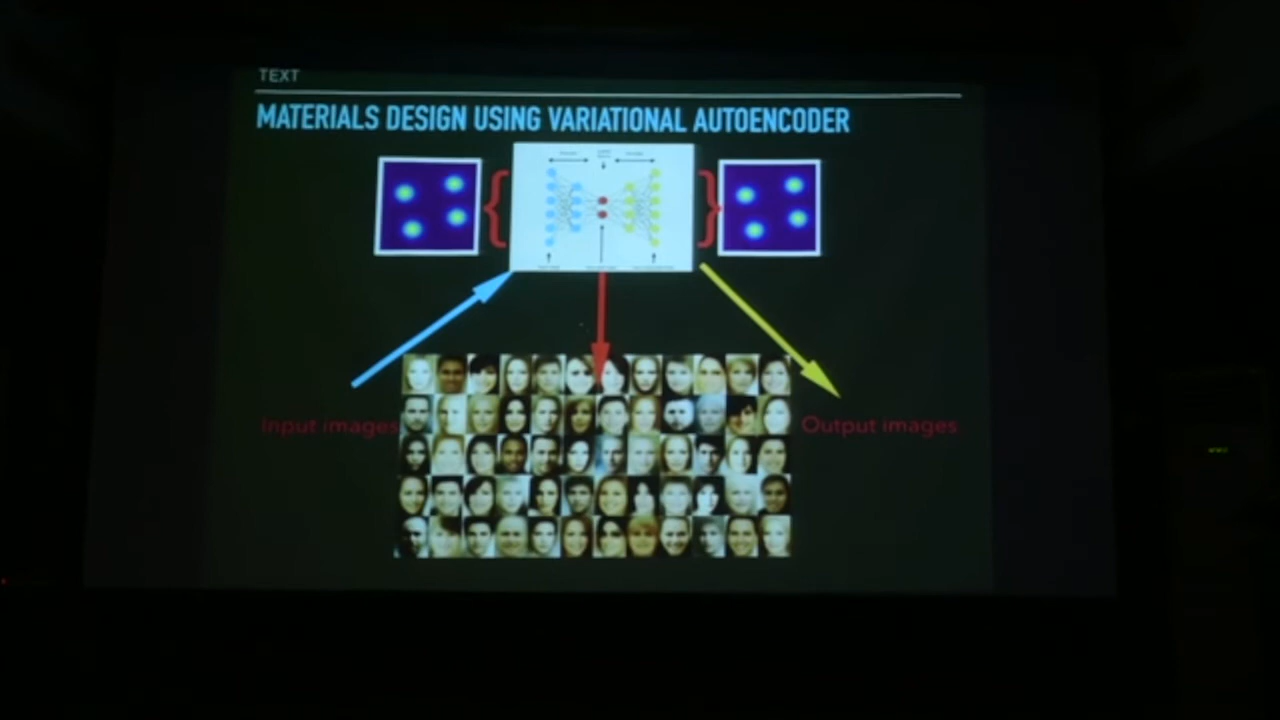 TEXT
MATERIALS DESIGN USING VARIATIONAL AUTOENCODER
Input images
Output images